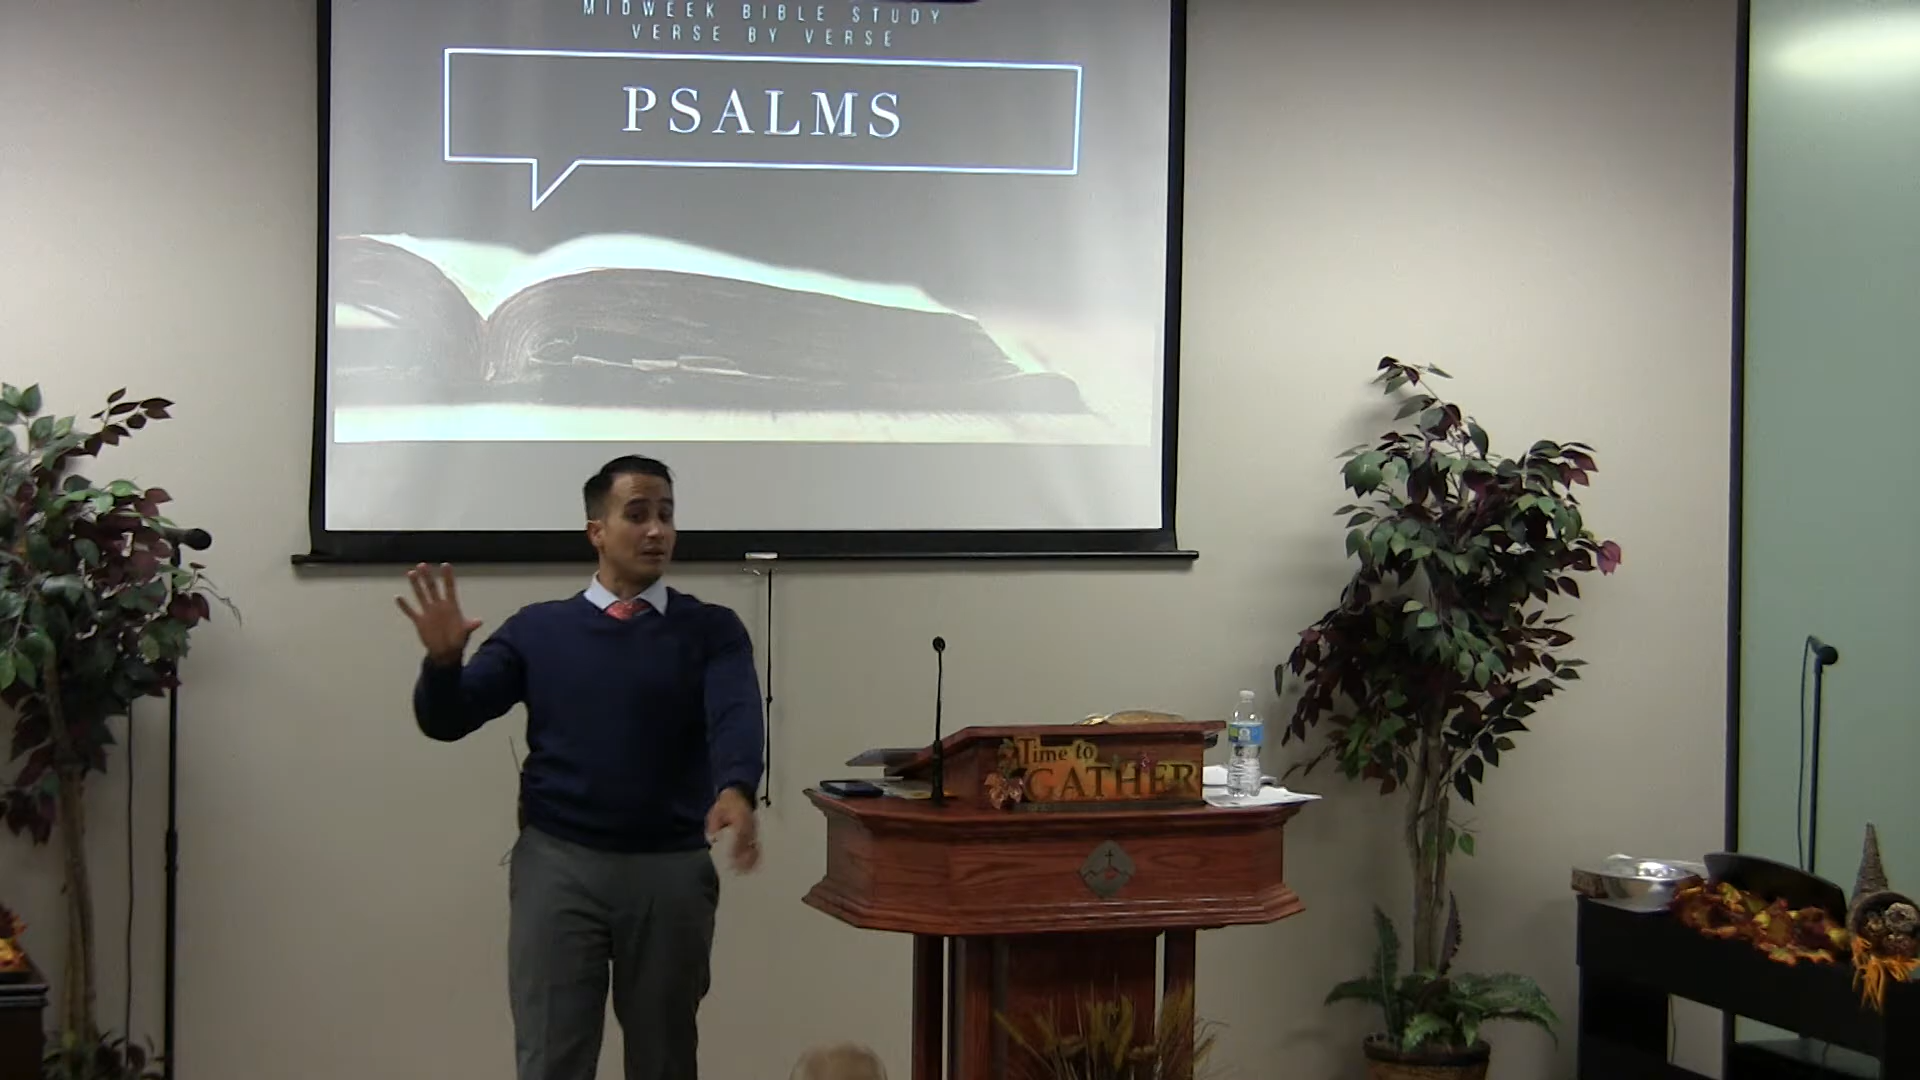 MIDWEEK BIBLE STUDY
VERSE BY VERSE
PSALMS
Time to
GATHER